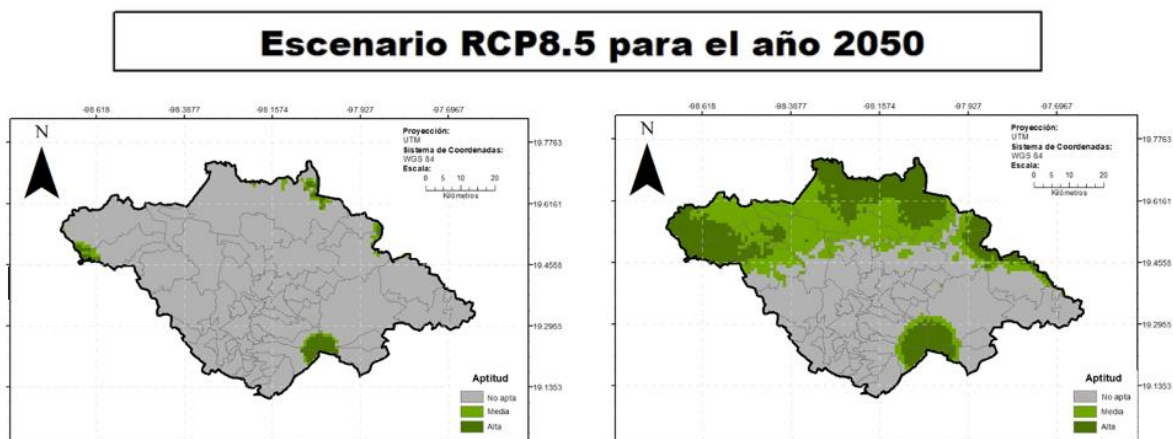 Escenario RCP8.5 para el año 2050
-98.618 -98.3877 -98.1574 -97.927 -97.6967
N
Proyección:
UTM
Sistema de Coordenadas:
WGS 84
Escala:
0 5 10 20
Kilómetros
19.7763
19.6161
19.4558
19.2955
19.1353
Aptitud
No apta
Media
Alta
-98.618 -98.3877 -98.1574 -97.927 -97.6967
N
Proyección:
UTM
Sistema de Coordenadas:
WGS 84
Escala:
0 5 10 20
Kilómetros
19.7763
19.6161
19.4558
19.2955
19.1353
Aptitud
No apta
Media
Alta